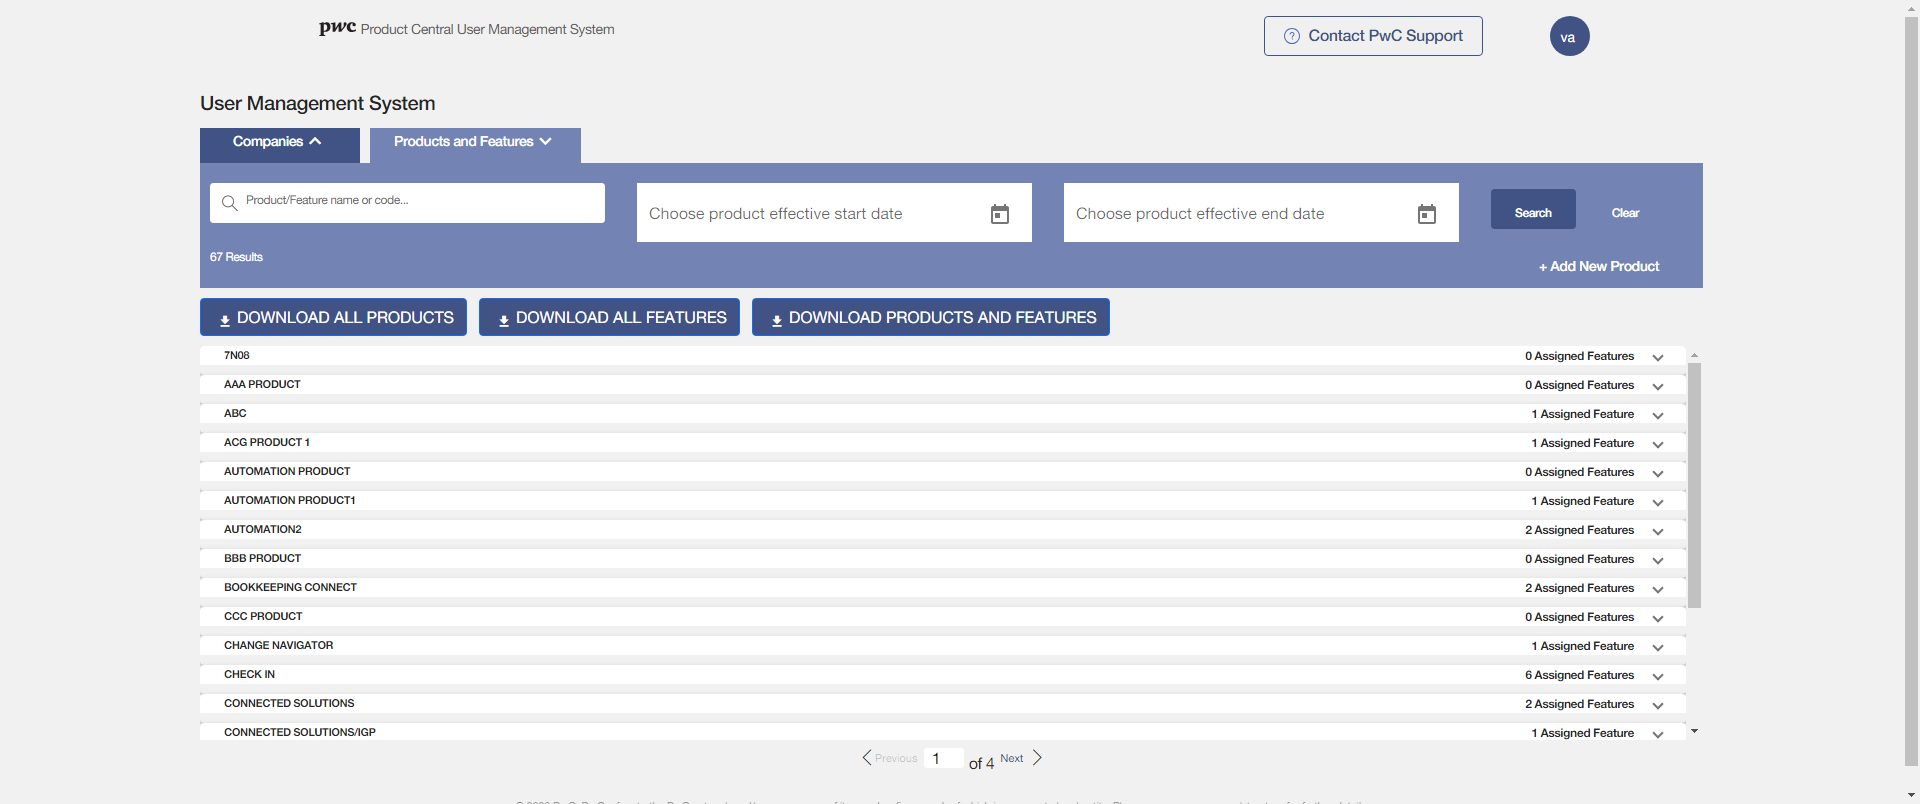 pwc Product Central User Management System
Contact PwC Support
va
User Management System
Companies
Products and Features
Product/Feature name or code...
Choose product effective start date
Choose product effective end date
Search
Clear
67 Results
+ Add New Product
DOWNLOAD ALL PRODUCTS
DOWNLOAD ALL FEATURES
DOWNLOAD PRODUCTS AND FEATURES
7N08 0 Assigned Features
AAA PRODUCT 0 Assigned Features
ABC 1 Assigned Feature
ACG PRODUCT 1 1 Assigned Feature
AUTOMATION PRODUCT 0 Assigned Features
AUTOMATION PRODUCT1 1 Assigned Feature
AUTOMATION2 2 Assigned Features
BBB PRODUCT 0 Assigned Features
BOOKKEEPING CONNECT 2 Assigned Features
CCC PRODUCT 0 Assigned Features
CHANGE NAVIGATOR 1 Assigned Feature
CHECK IN 6 Assigned Features
CONNECTED SOLUTIONS 2 Assigned Features
CONNECTED SOLUTIONS/IGP 1 Assigned Feature
Previous 1 of 4 Next